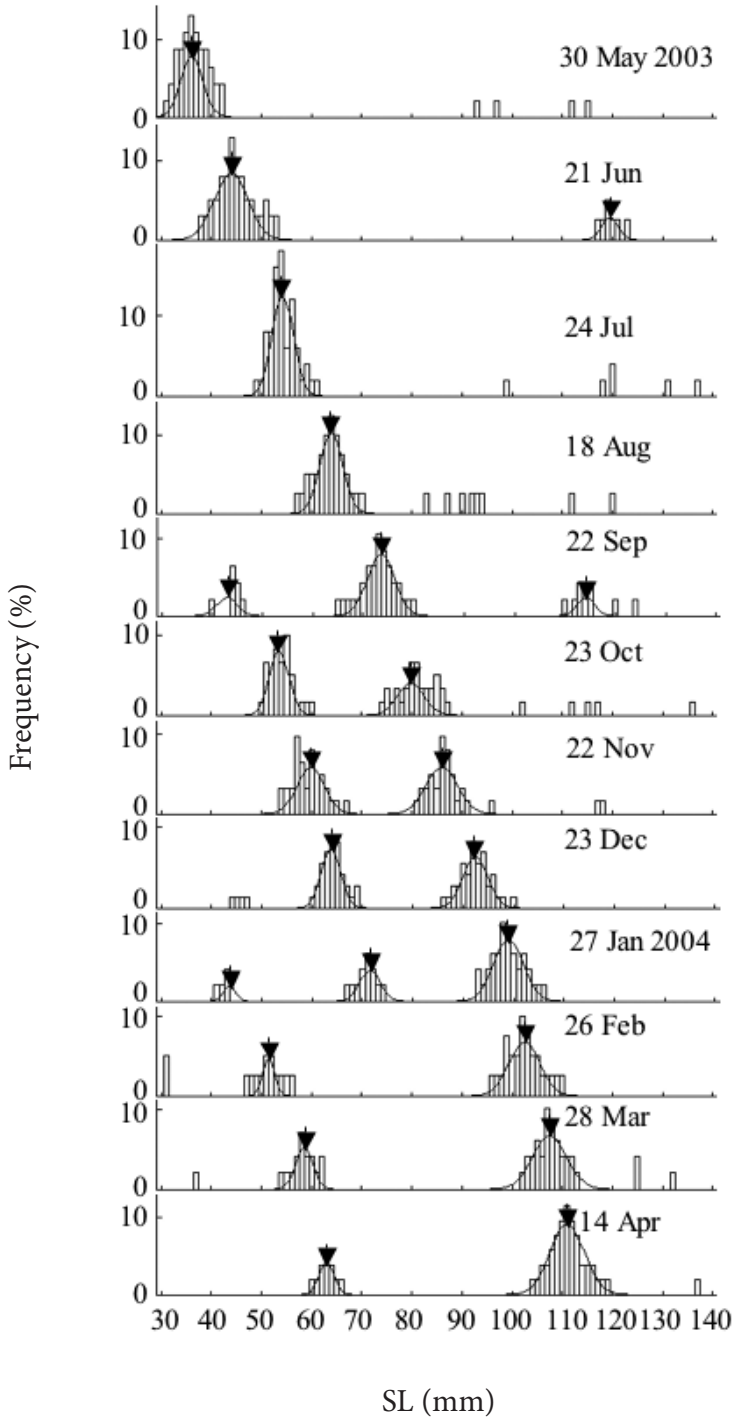 10
30 May 2003
0
10
21 Jun
0
10
24 Jul
0
10
18 Aug
0
10
22 Sep
0
10
23 Oct
0
10
22 Nov
0
10
23 Dec
0
10
27 Jan 2004
0
10
26 Feb
0
10
28 Mar
0
10
14 Apr
0
30 40 50 60 70 80 90 100 110 120 130 140
SL (mm)
Frequency (%)